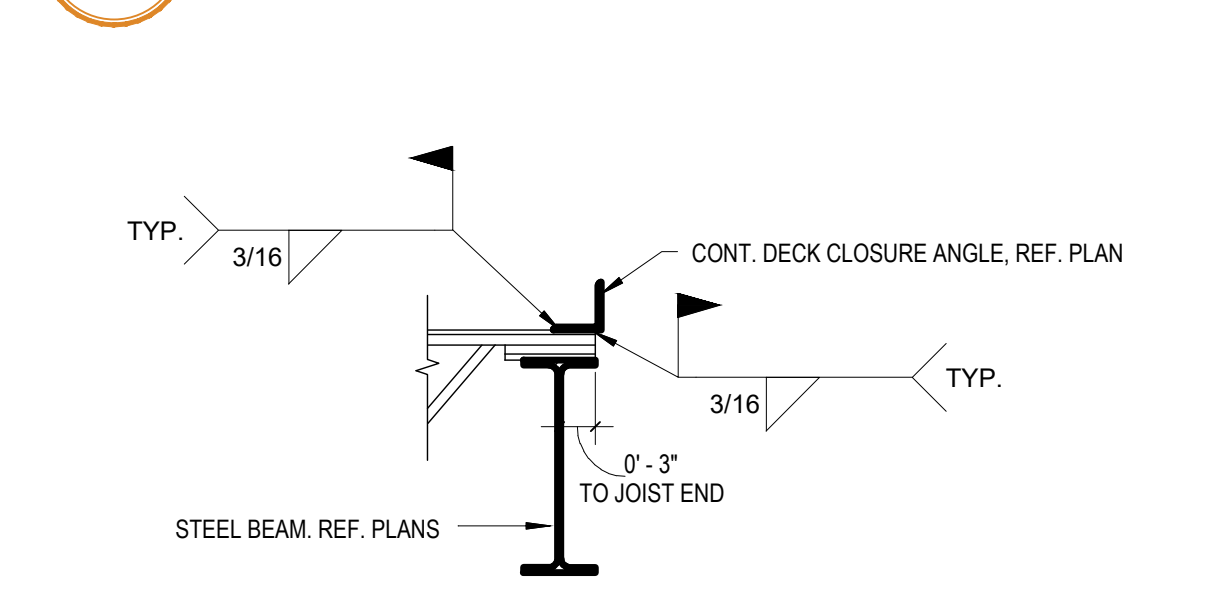 TYP.
3/16
CONT. DECK CLOSURE ANGLE, REF. PLAN
3/16
TYP.
0' - 3"
TO JOIST END
STEEL BEAM. REF. PLANS